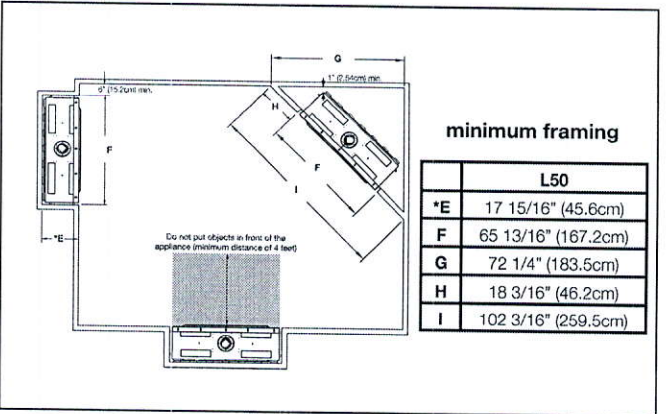 G
1" (2.54cm) min.
6" (15.2cm) min.
H
F
F
I
*E
Do not put objects in front of the
appliance (minimum distance of 4 feet)
minimum framing
L50
*E 17 15/16" (45.6cm)
F 65 13/16" (167.2cm)
G 72 1/4" (183.5cm)
H 18 3/16" (46.2cm)
I 102 3/16" (259.5cm)